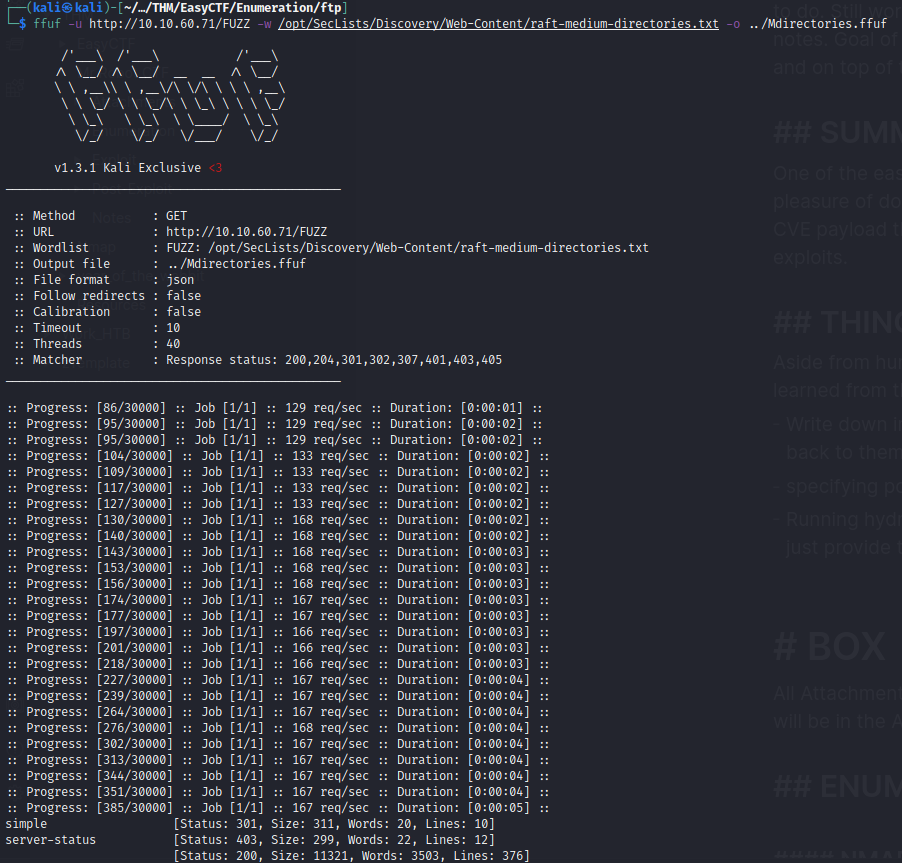 ┌──(kali㉿kali)-[~/…/THM/EasyCTF/Enumeration/ftp]
└─$ ffuf -u http://10.10.60.71/FUZZ -w /opt/SecLists/Discovery/Web-Content/raft-medium-directories.txt -o ../Mdirectories.ffuf
/'___\  /'___\           /'___\
/\ \__/ /\ \__/  __  __  /\ \__/
\ \ ,__\\ \ ,__\/\ \/\ \ \ \ ,__\
\ \ \_/ \ \ \_/\ \ \_\ \ \ \ \_/
\ \_\   \ \_\  \ \____/  \ \_\
\/_/    \/_/   \/___/    \/_/
v1.3.1 Kali Exclusive <3
________________________________________________
:: Method : GET
:: URL : http://10.10.60.71/FUZZ
:: Wordlist : FUZZ: /opt/SecLists/Discovery/Web-Content/raft-medium-directories.txt
:: Output file : ../Mdirectories.ffuf
:: File format : json
:: Follow redirects : false
:: Calibration : false
:: Timeout : 10
:: Threads : 40
:: Matcher : Response status: 200,204,301,302,307,401,403,405
________________________________________________
:: Progress: [86/30000] :: Job [1/1] :: 129 req/sec :: Duration: [0:00:01] ::
:: Progress: [95/30000] :: Job [1/1] :: 129 req/sec :: Duration: [0:00:02] ::
:: Progress: [95/30000] :: Job [1/1] :: 129 req/sec :: Duration: [0:00:02] ::
:: Progress: [104/30000] :: Job [1/1] :: 133 req/sec :: Duration: [0:00:02] ::
:: Progress: [109/30000] :: Job [1/1] :: 133 req/sec :: Duration: [0:00:02] ::
:: Progress: [117/30000] :: Job [1/1] :: 133 req/sec :: Duration: [0:00:02] ::
:: Progress: [127/30000] :: Job [1/1] :: 133 req/sec :: Duration: [0:00:02] ::
:: Progress: [130/30000] :: Job [1/1] :: 168 req/sec :: Duration: [0:00:02] ::
:: Progress: [140/30000] :: Job [1/1] :: 168 req/sec :: Duration: [0:00:02] ::
:: Progress: [143/30000] :: Job [1/1] :: 168 req/sec :: Duration: [0:00:03] ::
:: Progress: [153/30000] :: Job [1/1] :: 168 req/sec :: Duration: [0:00:03] ::
:: Progress: [156/30000] :: Job [1/1] :: 168 req/sec :: Duration: [0:00:03] ::
:: Progress: [174/30000] :: Job [1/1] :: 167 req/sec :: Duration: [0:00:03] ::
:: Progress: [177/30000] :: Job [1/1] :: 167 req/sec :: Duration: [0:00:03] ::
:: Progress: [197/30000] :: Job [1/1] :: 166 req/sec :: Duration: [0:00:03] ::
:: Progress: [201/30000] :: Job [1/1] :: 166 req/sec :: Duration: [0:00:03] ::
:: Progress: [218/30000] :: Job [1/1] :: 166 req/sec :: Duration: [0:00:03] ::
:: Progress: [227/30000] :: Job [1/1] :: 167 req/sec :: Duration: [0:00:04] ::
:: Progress: [239/30000] :: Job [1/1] :: 167 req/sec :: Duration: [0:00:04] ::
:: Progress: [264/30000] :: Job [1/1] :: 167 req/sec :: Duration: [0:00:04] ::
:: Progress: [276/30000] :: Job [1/1] :: 168 req/sec :: Duration: [0:00:04] ::
:: Progress: [302/30000] :: Job [1/1] :: 167 req/sec :: Duration: [0:00:04] ::
:: Progress: [313/30000] :: Job [1/1] :: 167 req/sec :: Duration: [0:00:04] ::
:: Progress: [344/30000] :: Job [1/1] :: 167 req/sec :: Duration: [0:00:04] ::
:: Progress: [351/30000] :: Job [1/1] :: 167 req/sec :: Duration: [0:00:04] ::
:: Progress: [385/30000] :: Job [1/1] :: 167 req/sec :: Duration: [0:00:05] ::
simple [Status: 301, Size: 311, Words: 20, Lines: 10]
server-status [Status: 403, Size: 299, Words: 22, Lines: 12]
[Status: 200, Size: 11321, Words: 3503, Lines: 376]